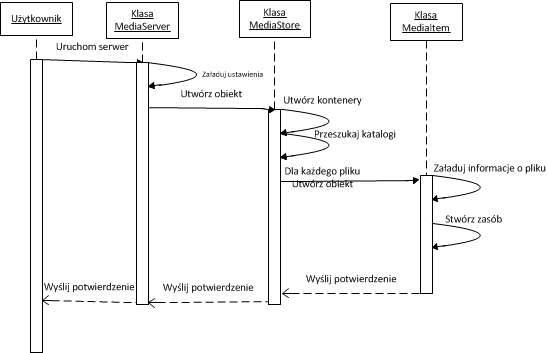 Użytkownik
Klasa
MediaServer
Klasa
MediaStore
Klasa
MediaItem
Uruchom serwer
Załaduj ustawienia
Utwórz obiekt
Utwórz kontenery
Przeszukaj katalogi
Dla każdego pliku
Utwórz obiekt
Załaduj informacje o pliku
Stwórz zasób
Wyślij potwierdzenie
Wyślij potwierdzenie
Wyślij potwierdzenie